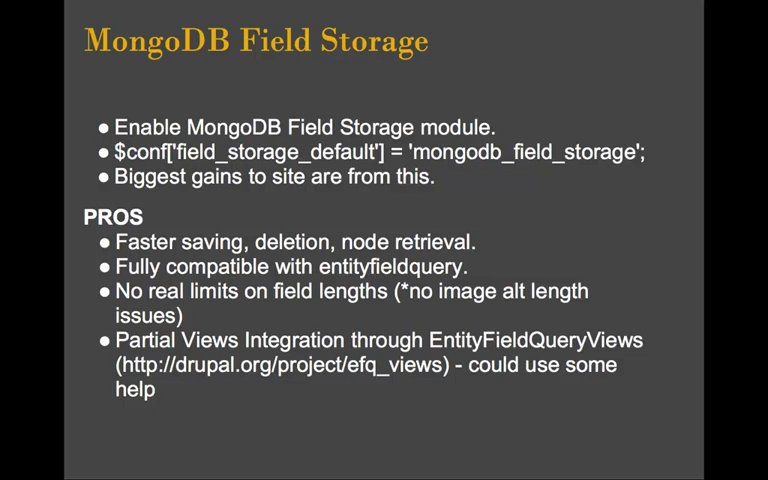 MongoDB Field Storage
● Enable MongoDB Field Storage module.
● $conf['field_storage_default'] = 'mongodb_field_storage';
● Biggest gains to site are from this.
PROS
● Faster saving, deletion, node retrieval.
● Fully compatible with entityfieldquery.
● No real limits on field lengths (*no image alt length
issues)
● Partial Views Integration through EntityFieldQueryViews
(http://drupal.org/project/efq_views) - could use some
help